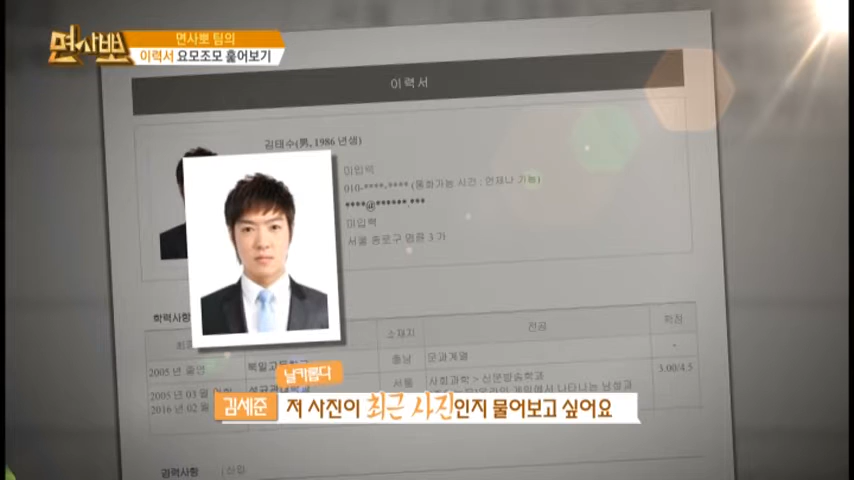 면사뽀
면사뽀 팀의
이력서 요모조모 훑어보기
이력서
김태수(男, 1986 년생)
미입력
010-****-**** (통화가능 시간 : 언제나 가능)
****@******.***
미입력
서울 종로구 명륜 3 가
학력사항
소재지 전공 학점
2005 년 졸업 충남 문과계열 -
2005 년 03 월 서울 사회과학 > 신문방송학과 3.00/4.5
2016 년 02 월
날카롭다
김세준 저 사진이 최근 사진인지 물어보고 싶어요
경력사항